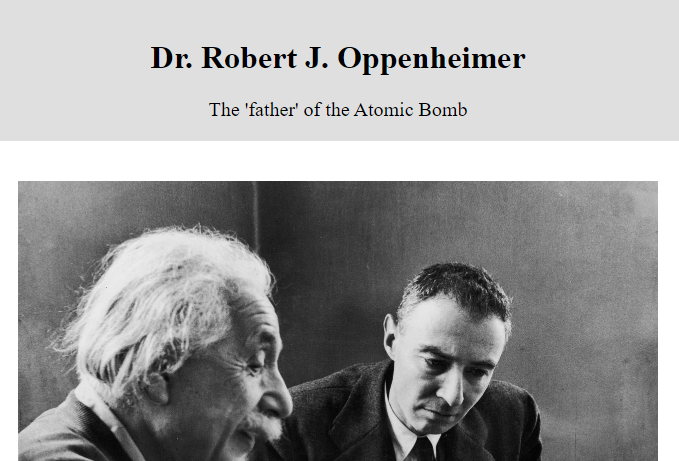 Dr. Robert J. Oppenheimer
The 'father' of the Atomic Bomb